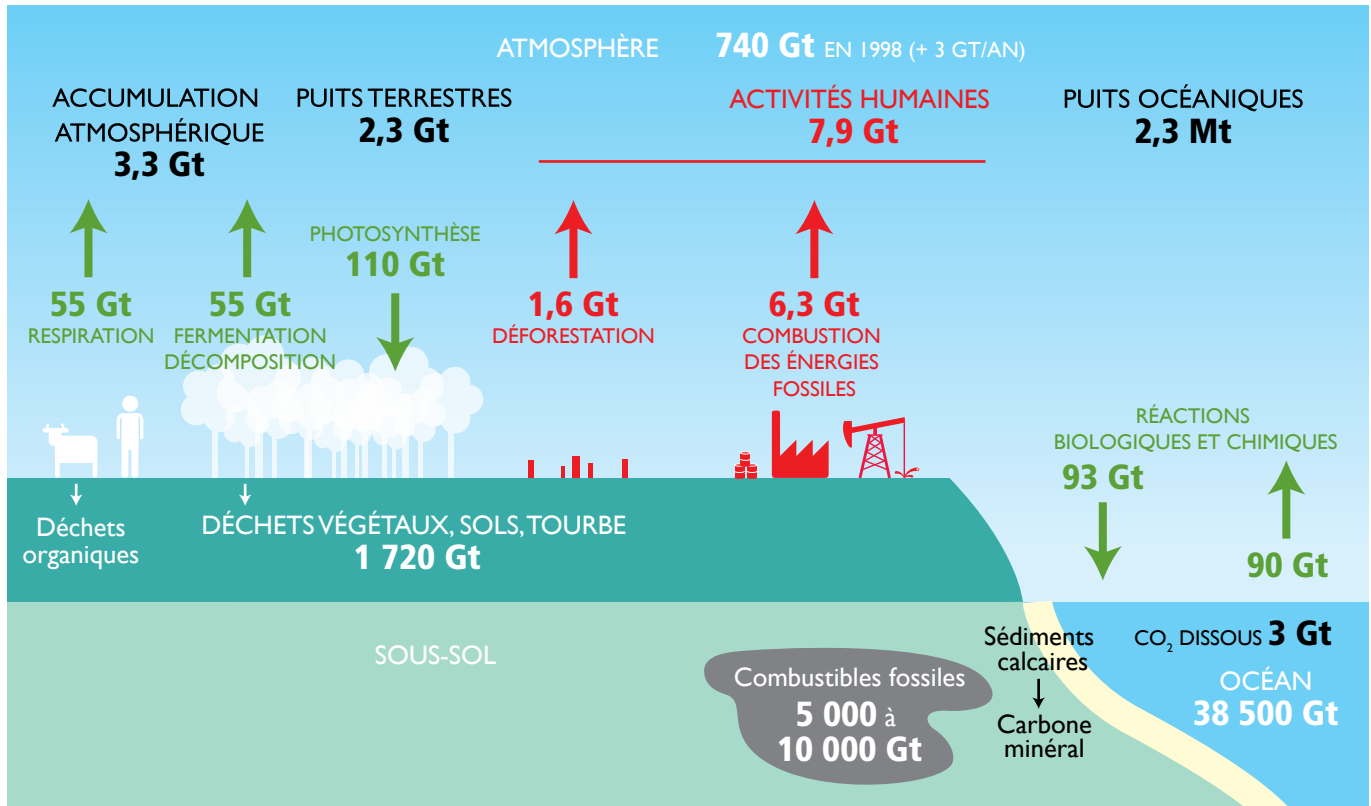 ATMOSPHÈRE 740 Gt EN 1998 (+ 3 GT/AN)
ACCUMULATION
ATMOSPHÉRIQUE
3,3 Gt
PUITS TERRESTRES
2,3 Gt
ACTIVITÉS HUMAINES
7,9 Gt
PUITS OCÉANIQUES
2,3 Mt
55 Gt
RESPIRATION
55 Gt
FERMENTATION
DÉCOMPOSITION
PHOTOSYNTHÈSE
110 Gt
1,6 Gt
DÉFORESTATION
6,3 Gt
COMBUSTION
DES ÉNERGIES
FOSSILES
RÉACTIONS
BIOLOGIQUES ET CHIMIQUES
93 Gt
90 Gt
Déchets
organiques
DÉCHETS VÉGÉTAUX, SOLS, TOURBE
1 720 Gt
SOUS-SOL
Combustibles fossiles
5 000 à
10 000 Gt
Sédiments
calcaires
Carbone
minéral
CO₂ DISSOUS 3 Gt
OCÉAN
38 500 Gt